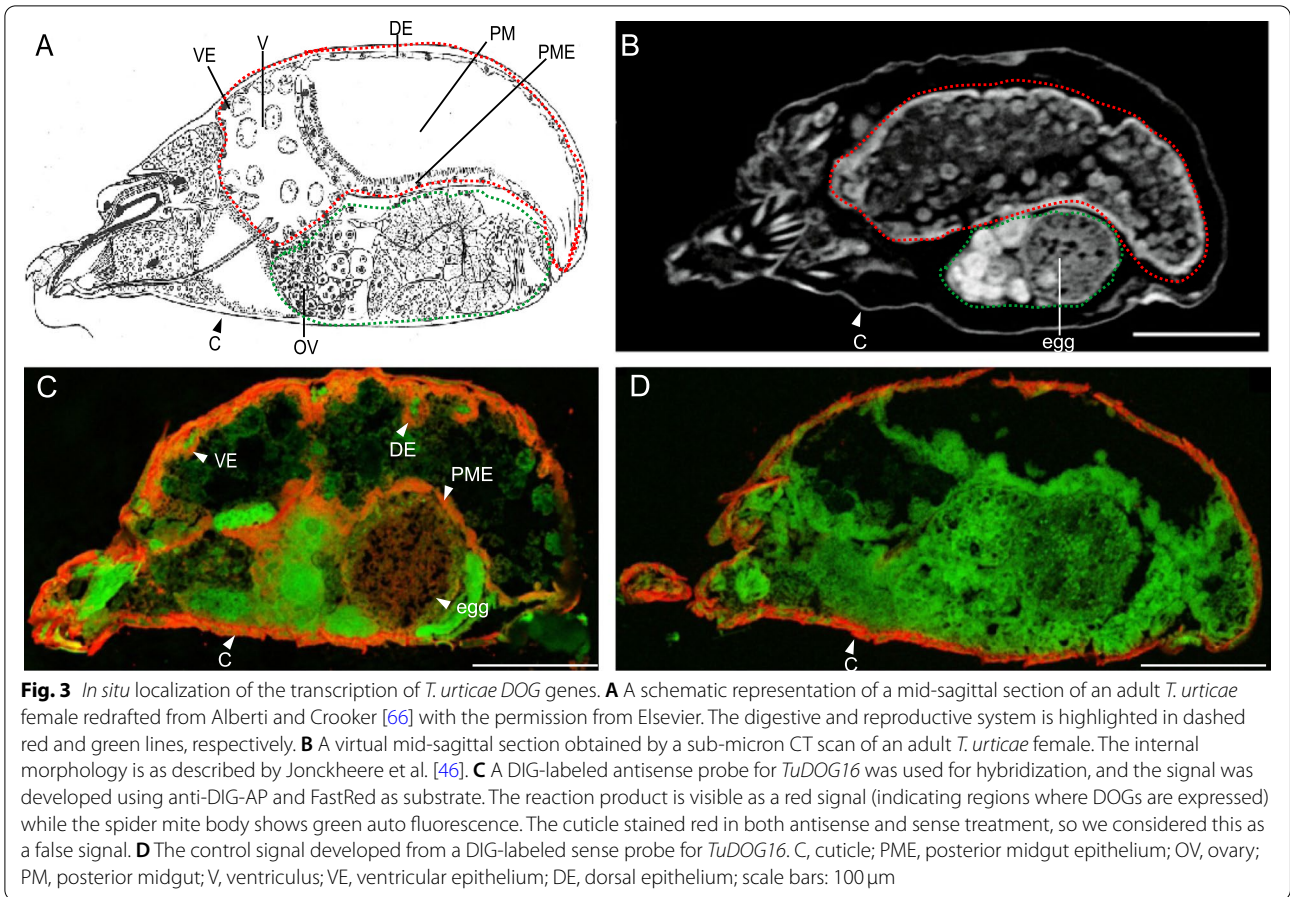 A
VE
V
DE
PM
PME
C
OV
B
C
egg
C
VE
DE
PME
egg
C
D
C
Fig. 3 In situ localization of the transcription of T. urticae DOG genes. A A schematic representation of a mid-sagittal section of an adult T. urticae
female redrafted from Alberti and Crooker [66] with the permission from Elsevier. The digestive and reproductive system is highlighted in dashed
red and green lines, respectively. B A virtual mid-sagittal section obtained by a sub-micron CT scan of an adult T. urticae female. The internal
morphology is as described by Jonckheere et al. [46]. C A DIG-labeled antisense probe for TuDOG16 was used for hybridization, and the signal was
developed using anti-DIG-AP and FastRed as substrate. The reaction product is visible as a red signal (indicating regions where DOGs are expressed)
while the spider mite body shows green auto fluorescence. The cuticle stained red in both antisense and sense treatment, so we considered this as
a false signal. D The control signal developed from a DIG-labeled sense probe for TuDOG16. C, cuticle; PME, posterior midgut epithelium; OV, ovary;
PM, posterior midgut; V, ventriculus; VE, ventricular epithelium; DE, dorsal epithelium; scale bars: 100 μm